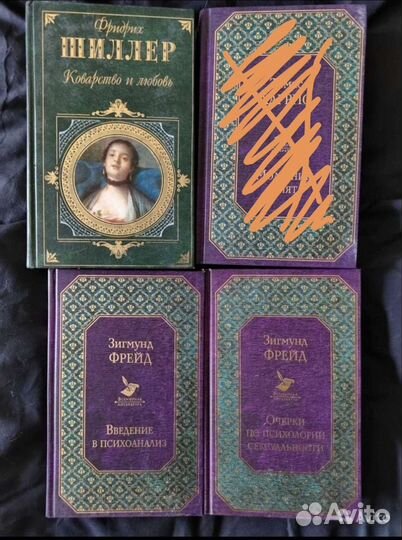 Фридрих
ШИЛЛЕР
Коварство и любовь
Зигмунд
ФРЕЙД
Введение
в психоанализ
Зигмунд
ФРЕЙД
Очерки
по психологии
сексуальности
Avito